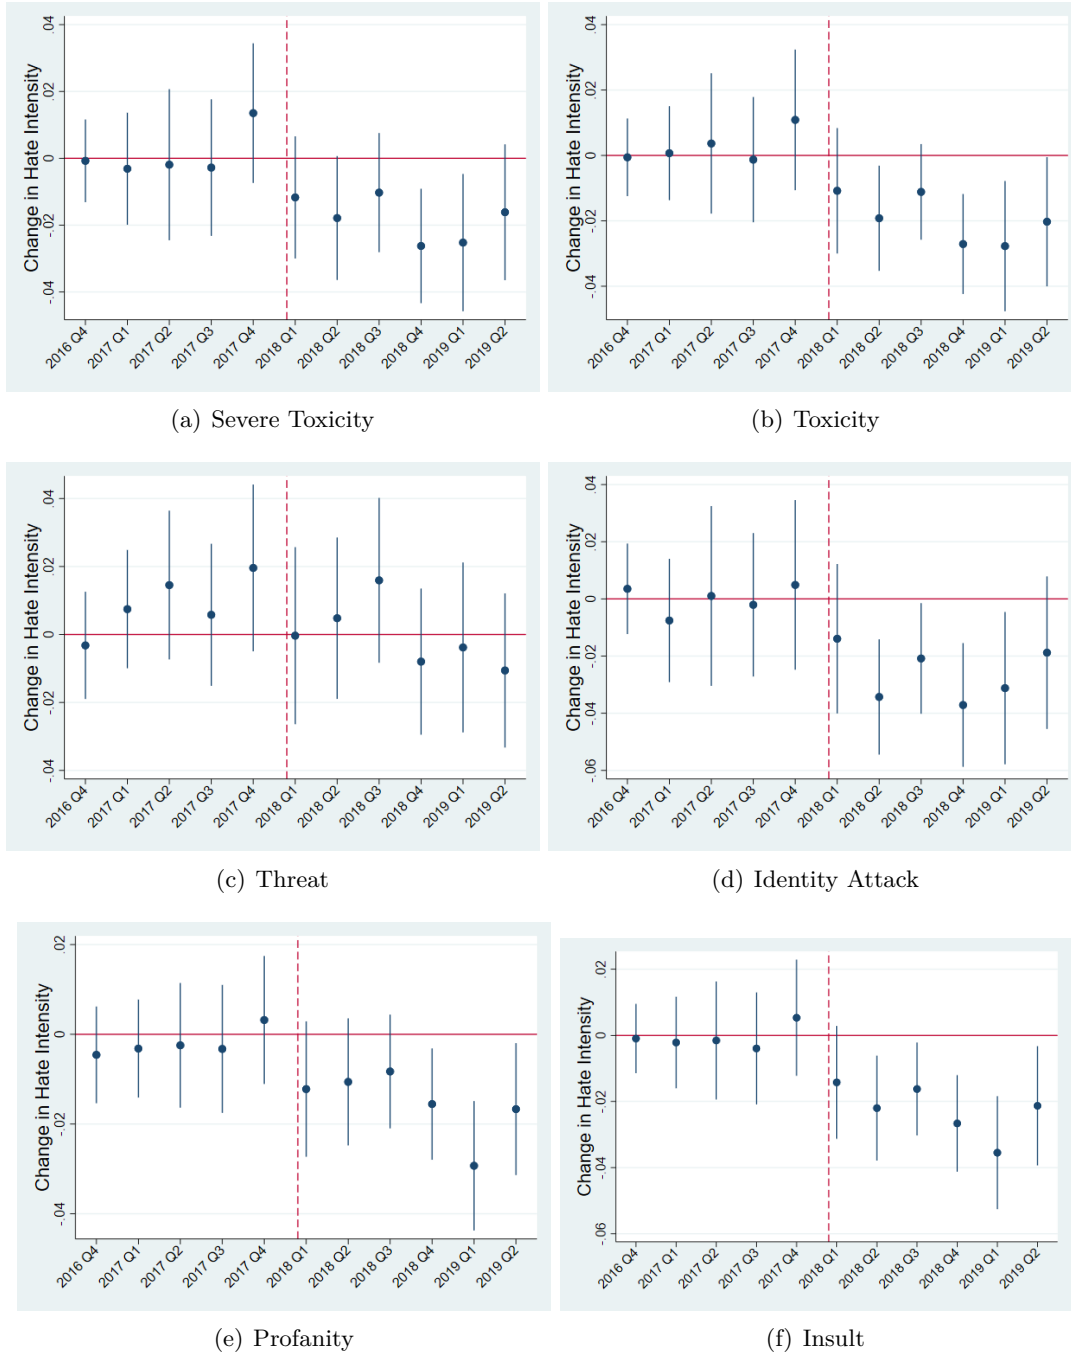 Change in Hate Intensity
.04
.02
0
-.02
-.04
2016 Q4
2017 Q1
2017 Q2
2017 Q3
2017 Q4
2018 Q1
2018 Q2
2018 Q3
2018 Q4
2019 Q1
2019 Q2
(a) Severe Toxicity
Change in Hate Intensity
.04
.02
0
-.02
-.04
2016 Q4
2017 Q1
2017 Q2
2017 Q3
2017 Q4
2018 Q1
2018 Q2
2018 Q3
2018 Q4
2019 Q1
2019 Q2
(b) Toxicity
Change in Hate Intensity
.04
.02
0
-.02
-.04
2016 Q4
2017 Q1
2017 Q2
2017 Q3
2017 Q4
2018 Q1
2018 Q2
2018 Q3
2018 Q4
2019 Q1
2019 Q2
(c) Threat
Change in Hate Intensity
.04
.02
0
-.02
-.04
-.06
2016 Q4
2017 Q1
2017 Q2
2017 Q3
2017 Q4
2018 Q1
2018 Q2
2018 Q3
2018 Q4
2019 Q1
2019 Q2
(d) Identity Attack
Change in Hate Intensity
.02
0
-.02
-.04
2016 Q4
2017 Q1
2017 Q2
2017 Q3
2017 Q4
2018 Q1
2018 Q2
2018 Q3
2018 Q4
2019 Q1
2019 Q2
(e) Profanity
Change in Hate Intensity
.02
0
-.02
-.04
-.06
2016 Q4
2017 Q1
2017 Q2
2017 Q3
2017 Q4
2018 Q1
2018 Q2
2018 Q3
2018 Q4
2019 Q1
2019 Q2
(f) Insult